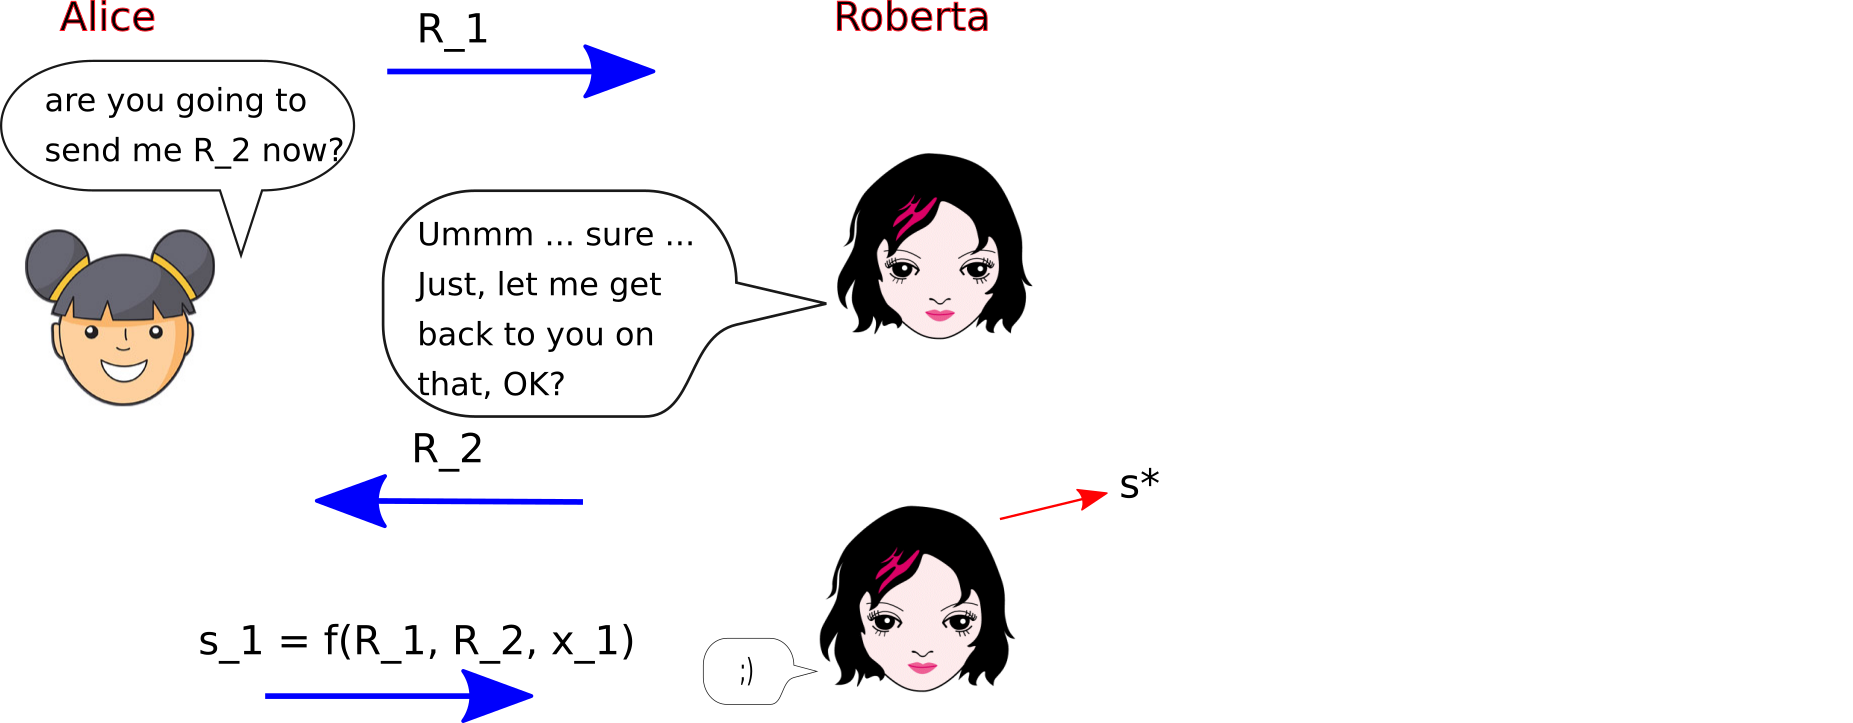 Alice
R_1
Roberta
are you going to
send me R_2 now?
Ummm ... sure ...
Just, let me get
back to you on
that, OK?
R_2
s*
s_1 = f(R_1, R_2, x_1)
;)